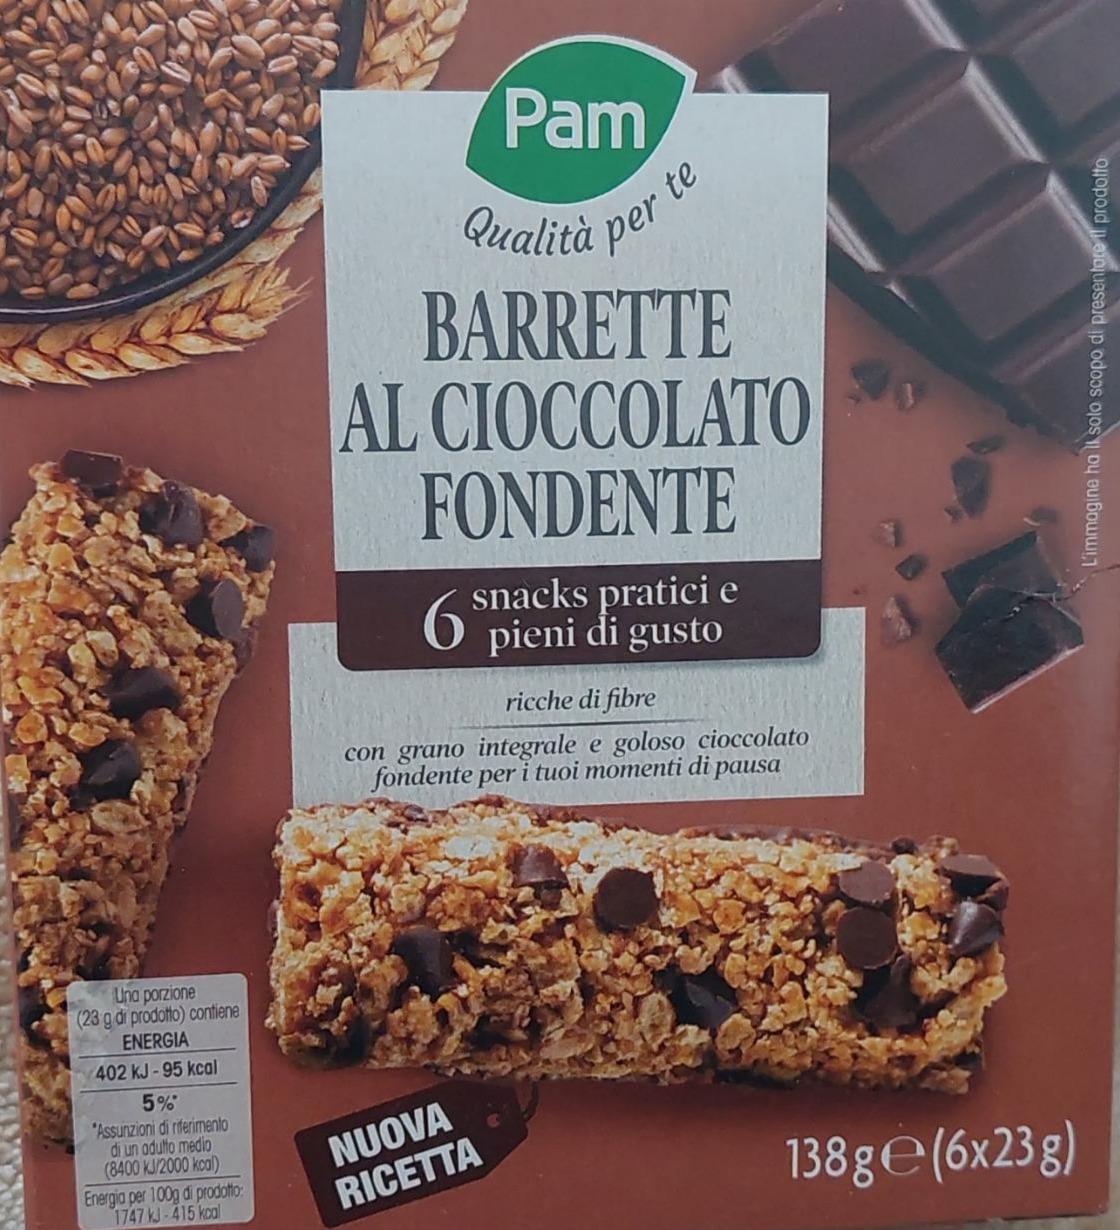 Pam
Qualità per te
BARRETTE
AL CIOCCOLATO
FONDENTE
6 snacks pratici e
pieni di gusto
ricche di fibre
con grano integrale e goloso cioccolato
fondente per i tuoi momenti di pausa
L'immagine ha il solo scopo di presentare il prodotto
Una porzione
(23 g di prodotto) contiene
ENERGIA
402 kJ - 95 kcal
5%*
*Assunzioni di riferimento
di un adulto medio
(8400 kJ/2000 kcal)
Energia per 100g di prodotto:
1747 kJ - 415 kcal
NUOVA
RICETTA
138g e (6x23g)